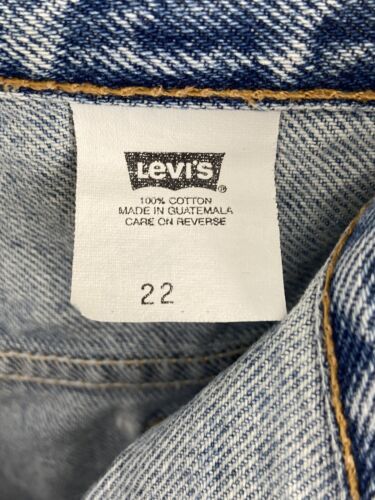 Levi's
®
100% COTTON
MADE IN GUATEMALA
CARE ON REVERSE
22